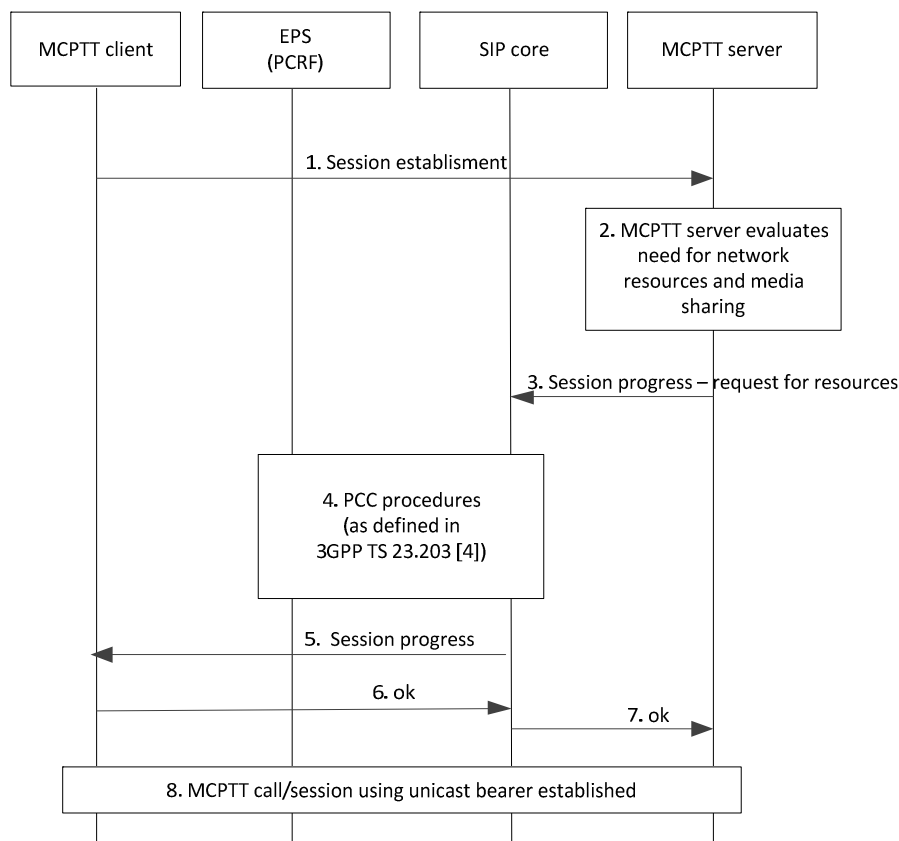 MCPTT client
EPS
(PCRF)
SIP core
MCPTT server
1. Session establisment
2. MCPTT server evaluates
need for network
resources and media
sharing
3. Session progress – request for resources
4. PCC procedures
(as defined in
3GPP TS 23.203 [4])
5. Session progress
6. ok
7. ok
8. MCPTT call/session using unicast bearer established